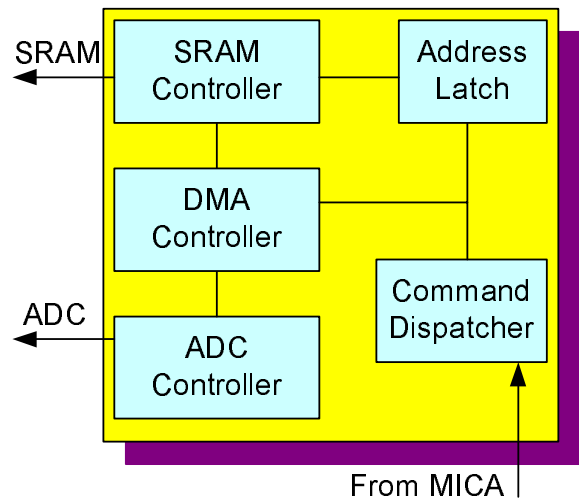 SRAM
SRAM
Controller
Address
Latch
DMA
Controller
Command
Dispatcher
ADC
ADC
Controller
From MICA